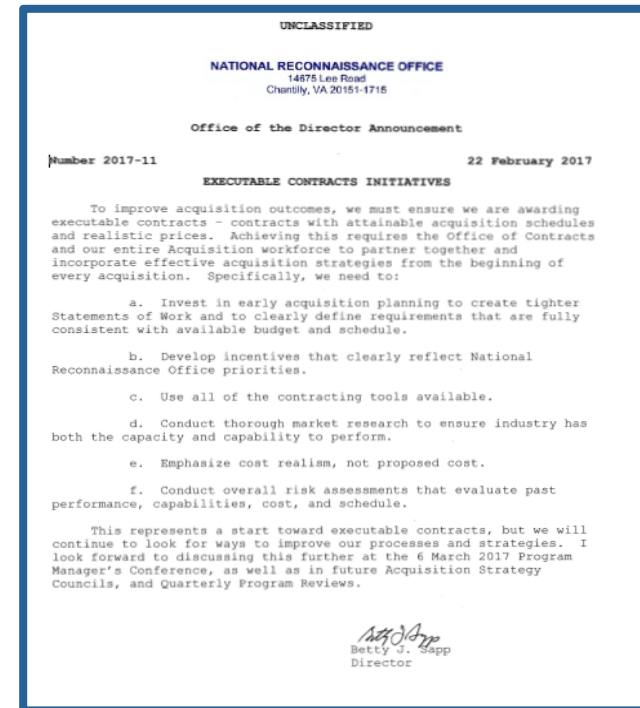 UNCLASSIFIED
NATIONAL RECONNAISSANCE OFFICE
14675 Lee Road
Chantilly, VA 20151-1715
Office of the Director Announcement
Number 2017-11 22 February 2017
EXECUTABLE CONTRACTS INITIATIVES
To improve acquisition outcomes, we must ensure we are awarding
executable contracts – contracts with attainable acquisition schedules
and realistic prices. Achieving this requires the Office of Contracts
and our entire Acquisition workforce to partner together and
incorporate effective acquisition strategies from the beginning of
every acquisition. Specifically, we need to:
a. Invest in early acquisition planning to create tighter
Statements of Work and to clearly define requirements that are fully
consistent with available budget and schedule.
b. Develop incentives that clearly reflect National
Reconnaissance Office priorities.
c. Use all of the contracting tools available.
d. Conduct thorough market research to ensure industry has
both the capacity and capability to perform.
e. Emphasize cost realism, not proposed cost.
f. Conduct overall risk assessments that evaluate past
performance, capabilities, cost, and schedule.
This represents a start toward executable contracts, but we will
continue to look for ways to improve our processes and strategies. I
look forward to discussing this further at the 6 March 2017 Program
Manager's Conference, as well as in future Acquisition Strategy
Councils, and Quarterly Program Reviews.
Betty J. Sapp
Betty J. Sapp
Director